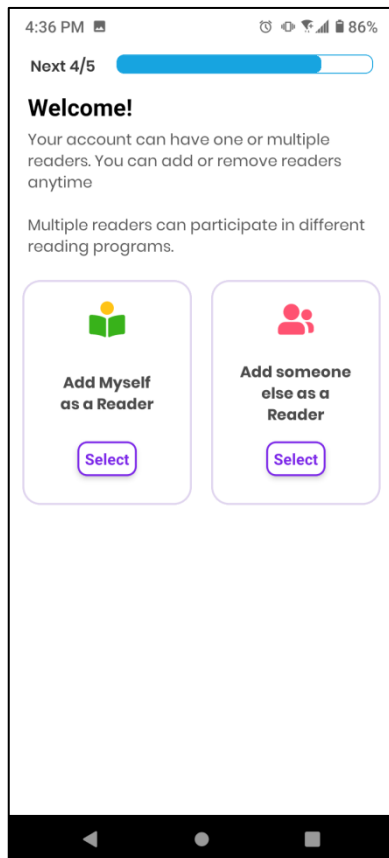 4:36 PM 86%
Next 4/5
Welcome!
Your account can have one or multiple
readers. You can add or remove readers
anytime
Multiple readers can participate in different
reading programs.
Add Myself
as a Reader
Select
Add someone
else as a
Reader
Select